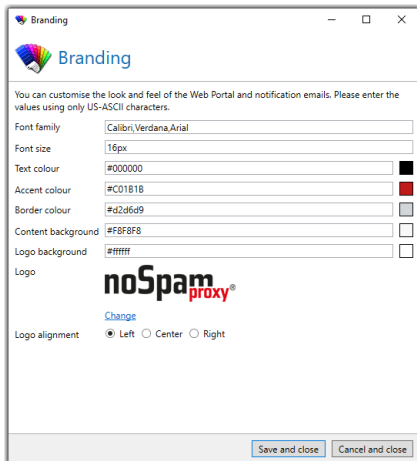 Branding
Branding
You can customise the look and feel of the Web Portal and notification emails. Please enter the
values using only US-ASCII characters.
Font family Calibri,Verdana,Arial
Font size 16px
Text colour #000000
Accent colour #C01B1B
Border colour #d2d6d9
Content background #F8F8F8
Logo background #ffffff
Logo
noSpam
proxy®
Change
Logo alignment Left Center Right
Save and close Cancel and close